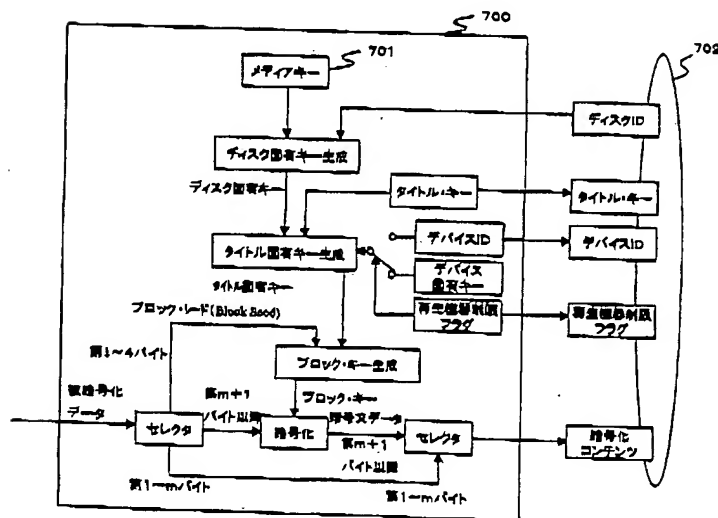 700
701
702
メディアキー
ディスクID
ディスク固有キー生成
ディスク固有キー
タイトル・キー
タイトル・キー
タイトル固有キー生成
デバイスID
デバイスID
デバイス
固有キー
タイトル固有キー
再生機器制限
フラグ
再生機器制限
フラグ
ブロック・シード(Block Seed)
第1~4バイト
ブロック・キー生成
被暗号化
データ
第m+1
バイト以降
ブロック・キー
暗号文データ
セレクタ
暗号化
第m+1
バイト以降
セレクタ
暗号化
コンテンツ
第1~mバイト
第1~mバイト